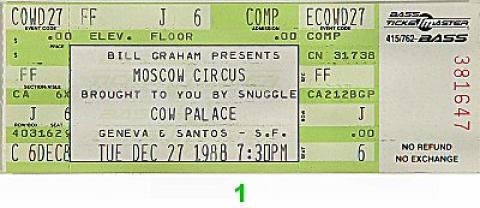 COWD27 FF J 6 COMP ECOWD27
EVENT CODE ADMISSION EVENT CODE
.00 ELEV. FLOOR .00 COMP
BILL GRAHAM PRESENTS
MOSCOW CIRCUS
BROUGHT TO YOU BY SNUGGLE
COW PALACE
GENEVA & SANTOS - S.F.
TUE DEC 27 1988 7:30PM
FF
SECTION/AISLE
CA 6X
J 6
ROW/BOX SEAT
4031629
C 6DEC8
CN 31738
FF
CA212BGP
J
.00
6
BASS
TICKETMASTER
415/762-BASS
381647
NO REFUND
NO EXCHANGE
1